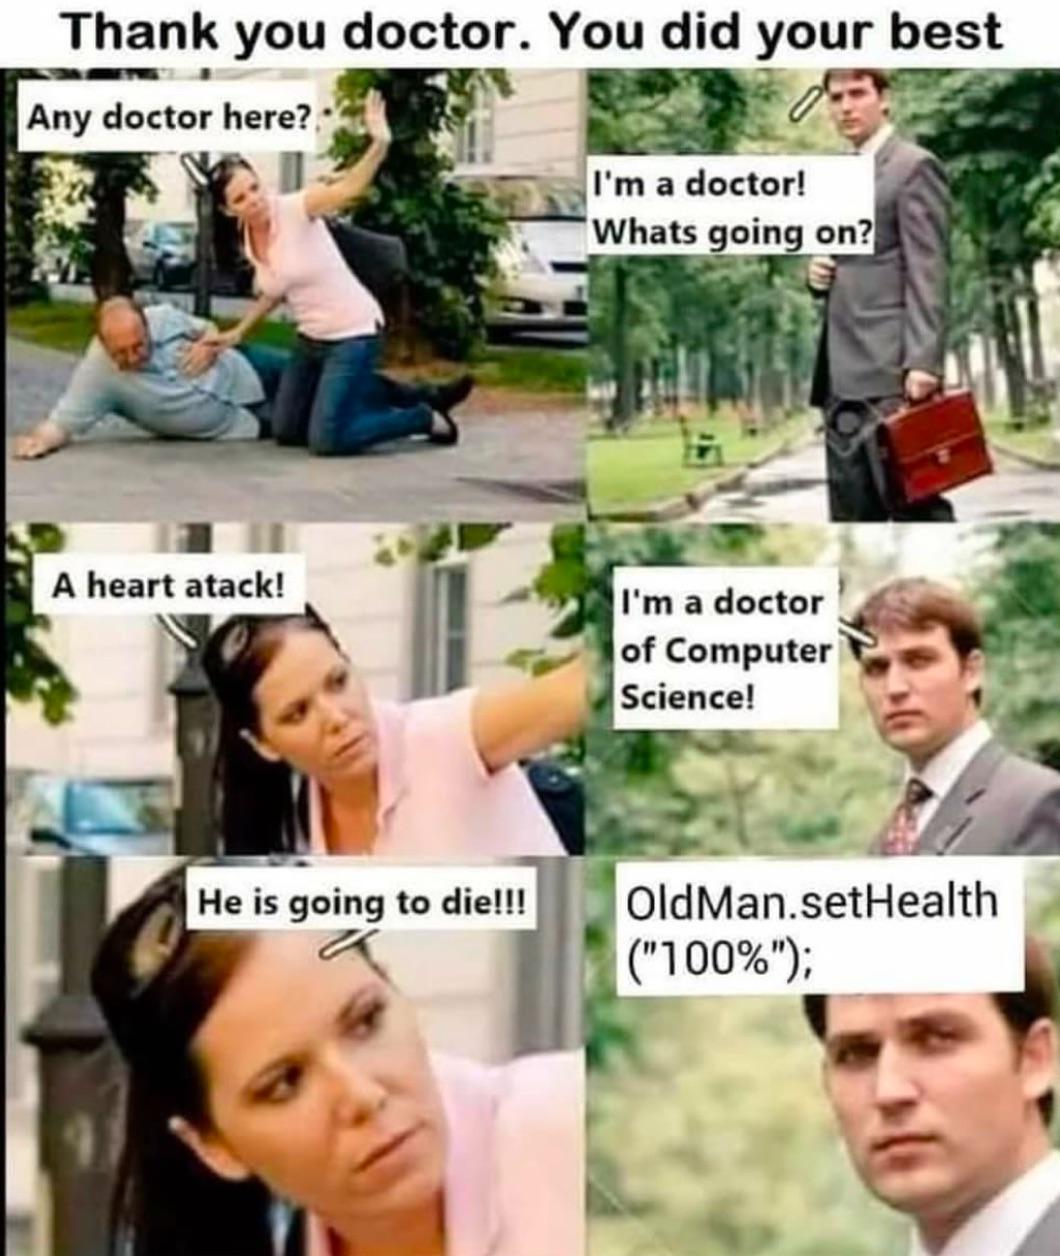 Thank you doctor. You did your best
Any doctor here?
I'm a doctor!
Whats going on?
A heart atack!
I'm a doctor
of Computer
Science!
He is going to die!!!
OldMan.setHealth
("100%");